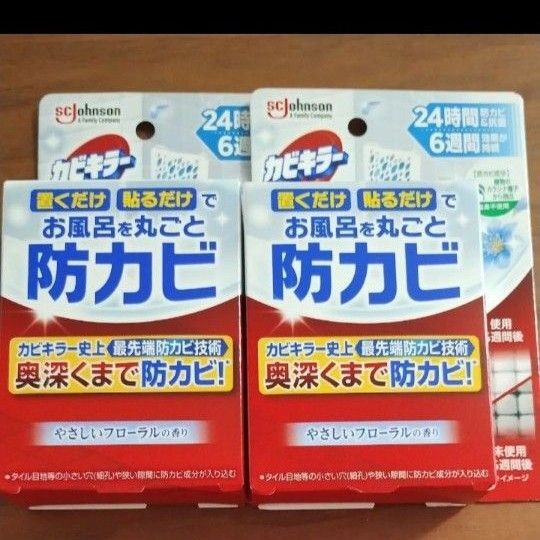 SCJohnson
A Family Company
24時
6週
カビキラー
置くだけ 貼るだけ で
お風呂を丸ごと
防カビ
カビキラー史上 最先端防カビ技術
奥深くまで防カビ!*
やさしいフローラルの香り
*タイル目地等の小さい穴(細孔)や狭い隙間に防カビ成分が入り込む
SCJohnson
A Family Company
24時間 防カビ&消臭
6週間 効果が持続
カビキラー
置くだけ 貼るだけ で
お風呂を丸ごと
防カビ
カビキラー史上 最先端防カビ技術
奥深くまで防カビ!*
やさしいフローラルの香り
*タイル目地等の小さい穴(細孔)や狭い隙間に防カビ成分が入り込む
使用
週間後
未使用
週間後
イメージ